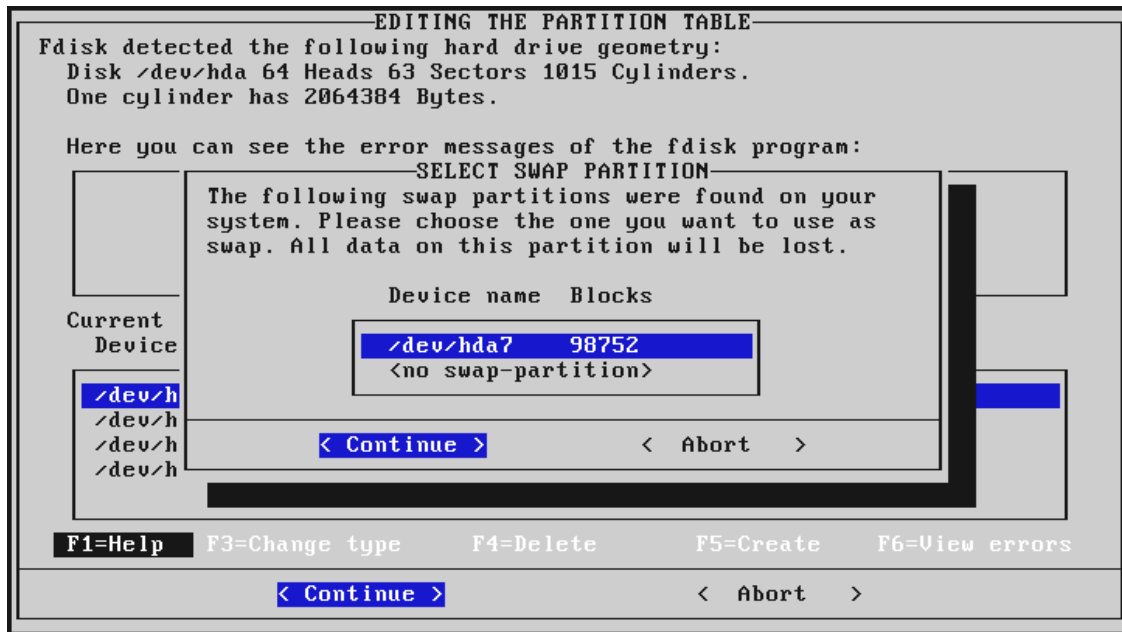 EDITING THE PARTITION TABLE
Fdisk detected the following hard drive geometry:
Disk /dev/hda 64 Heads 63 Sectors 1015 Cylinders.
One cylinder has 2064384 Bytes.
Here you can see the error messages of the fdisk program:
SELECT SWAP PARTITION
The following swap partitions were found on your
system. Please choose the one you want to use as
swap. All data on this partition will be lost.
Device name Blocks
/dev/hda7 98752
<no swap-partition>
< Continue > < Abort >
Current
Device
/dev/h
/dev/h
/dev/h
/dev/h
F1=Help F3=Change type F4=Delete F5=Create F6=View errors
< Continue > < Abort >